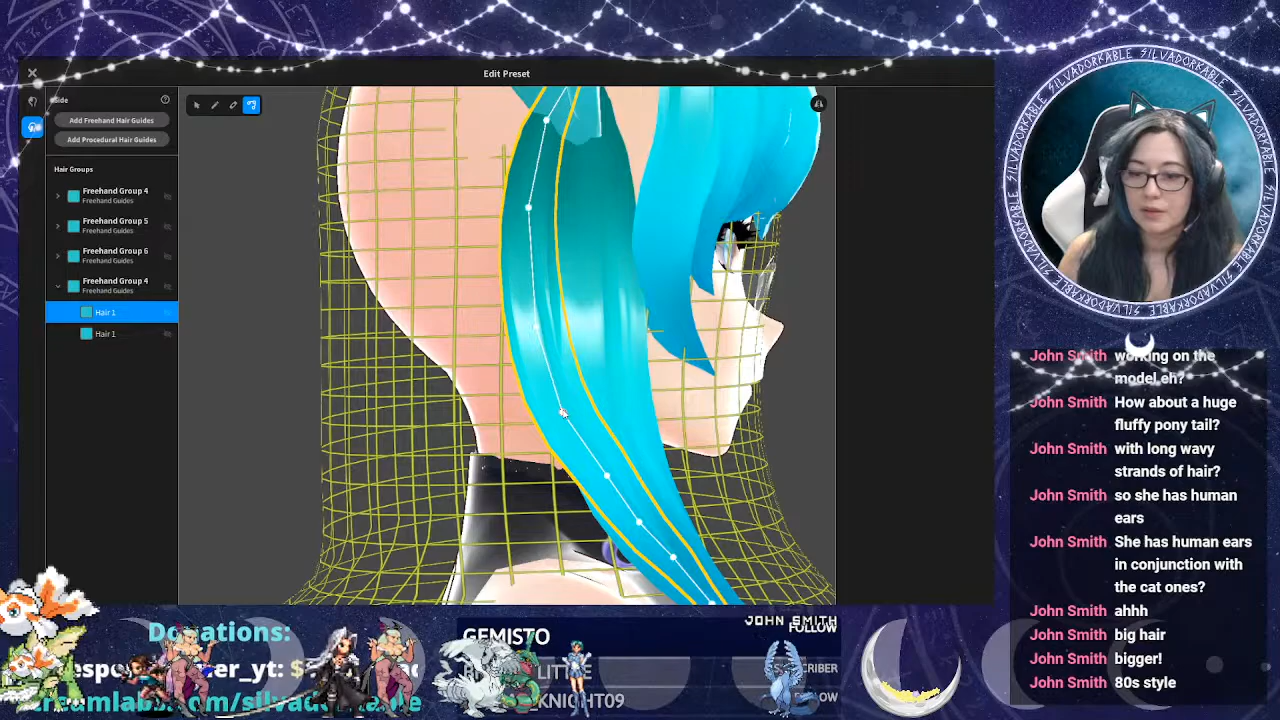 Edit Preset
Add Freehand Hair Guides
Add Procedural Hair Guides
Hair Groups
Freehand Group 4
Freehand Guides
Freehand Group 5
Freehand Guides
Freehand Group 6
Freehand Guides
Freehand Group 4
Freehand Guides
Hair 1
Hair 1
SILVADORKABLE SILVADORKABLE SILVADORKABLE
John Smith working on the
model eh?
John Smith How about a huge
fluffy pony tail?
John Smith with long wavy
strands of hair?
John Smith so she has human
ears
John Smith She has human ears
in conjunction with
the cat ones?
John Smith ahhh
John Smith big hair
John Smith bigger!
John Smith 80s style
GEMISTO
JOHN SMITH
FOLLOW